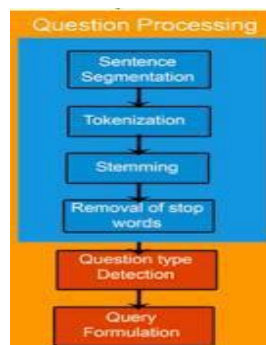 Question Processing
Sentence
Segmentation
Tokenization
Stemming
Removal of stop
words
Question type
Detection
Query
Formulation